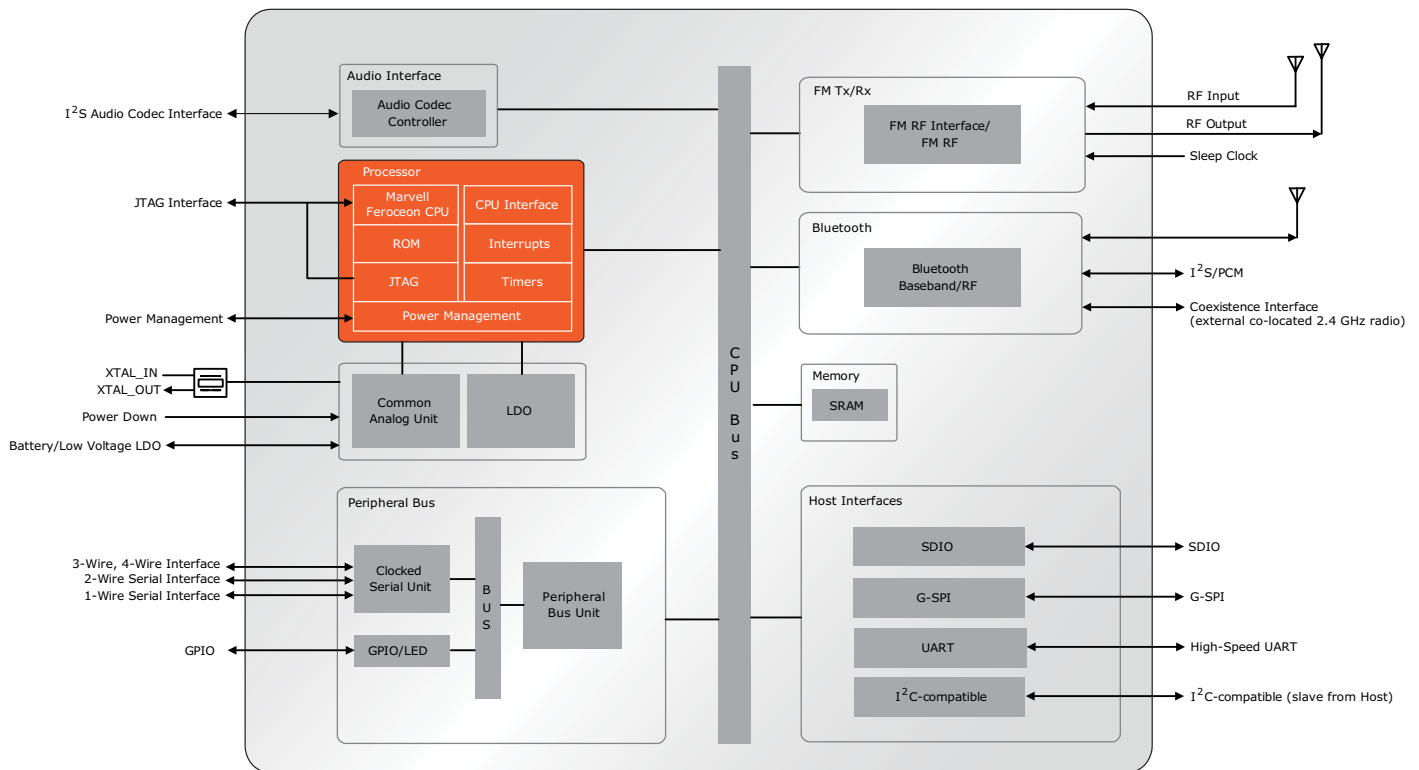 Audio Interface
Audio Codec
Controller
I²S Audio Codec Interface
Processor
Marvell
Feroceon CPU
CPU Interface
ROM
Interrupts
JTAG
Timers
Power Management
JTAG Interface
Power Management
XTAL_IN
XTAL_OUT
Power Down
Battery/Low Voltage LDO
Common
Analog Unit
LDO
Peripheral Bus
3-Wire, 4-Wire Interface
2-Wire Serial Interface
1-Wire Serial Interface
GPIO
Clocked
Serial Unit
GPIO/LED
BUS
Peripheral
Bus Unit
CPU Bus
FM Tx/Rx
FM RF Interface/
FM RF
RF Input
RF Output
Sleep Clock
Bluetooth
Bluetooth
Baseband/RF
I²S/PCM
Coexistence Interface
(external co-located 2.4 GHz radio)
Memory
SRAM
Host Interfaces
SDIO
SDIO
G-SPI
G-SPI
UART
High-Speed UART
I²C-compatible
I²C-compatible (slave from Host)